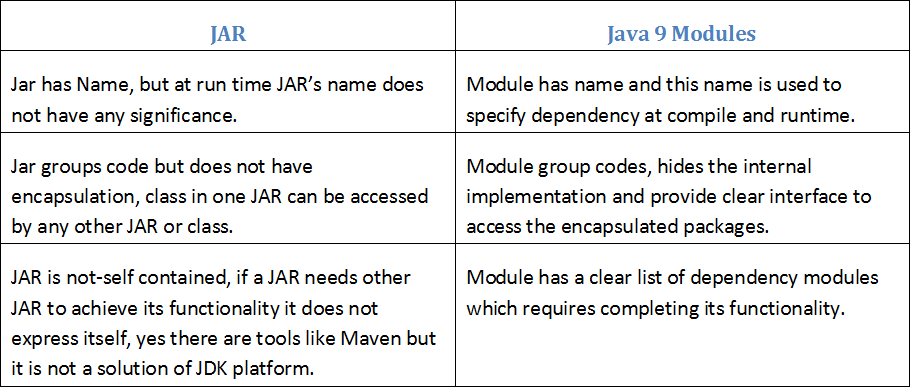 JAR
Java 9 Modules
Jar has Name, but at run time JAR’s name does
not have any significance.
Module has name and this name is used to
specify dependency at compile and runtime.
Jar groups code but does not have
encapsulation, class in one JAR can be accessed
by any other JAR or class.
Module group codes, hides the internal
implementation and provide clear interface to
access the encapsulated packages.
JAR is not-self contained, if a JAR needs other
JAR to achieve its functionality it does not
express itself, yes there are tools like Maven but
it is not a solution of JDK platform.
Module has a clear list of dependency modules
which requires completing its functionality.